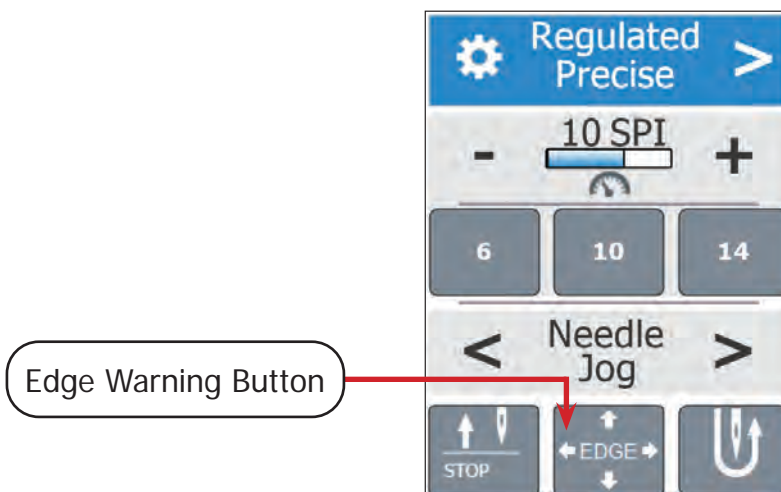 Regulated
Precise
>
- 10 SPI +
6 10 14
Edge Warning Button
< Needle
Jog >
STOP
EDGE